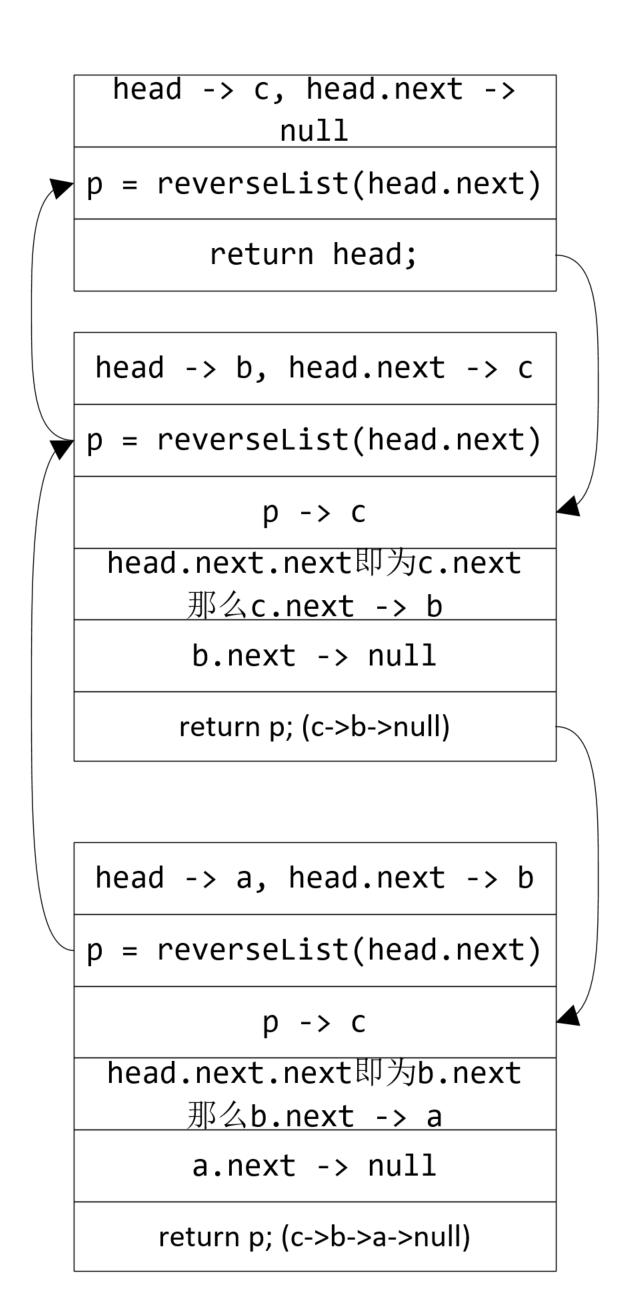 head -> c, head.next ->
null
p = reverseList(head.next)
return head;
head -> b, head.next -> c
p = reverseList(head.next)
p -> c
head.next.next即为c.next
那么c.next -> b
b.next -> null
return p; (c->b->null)
head -> a, head.next -> b
p = reverseList(head.next)
p -> c
head.next.next即为b.next
那么b.next -> a
a.next -> null
return p; (c->b->a->null)